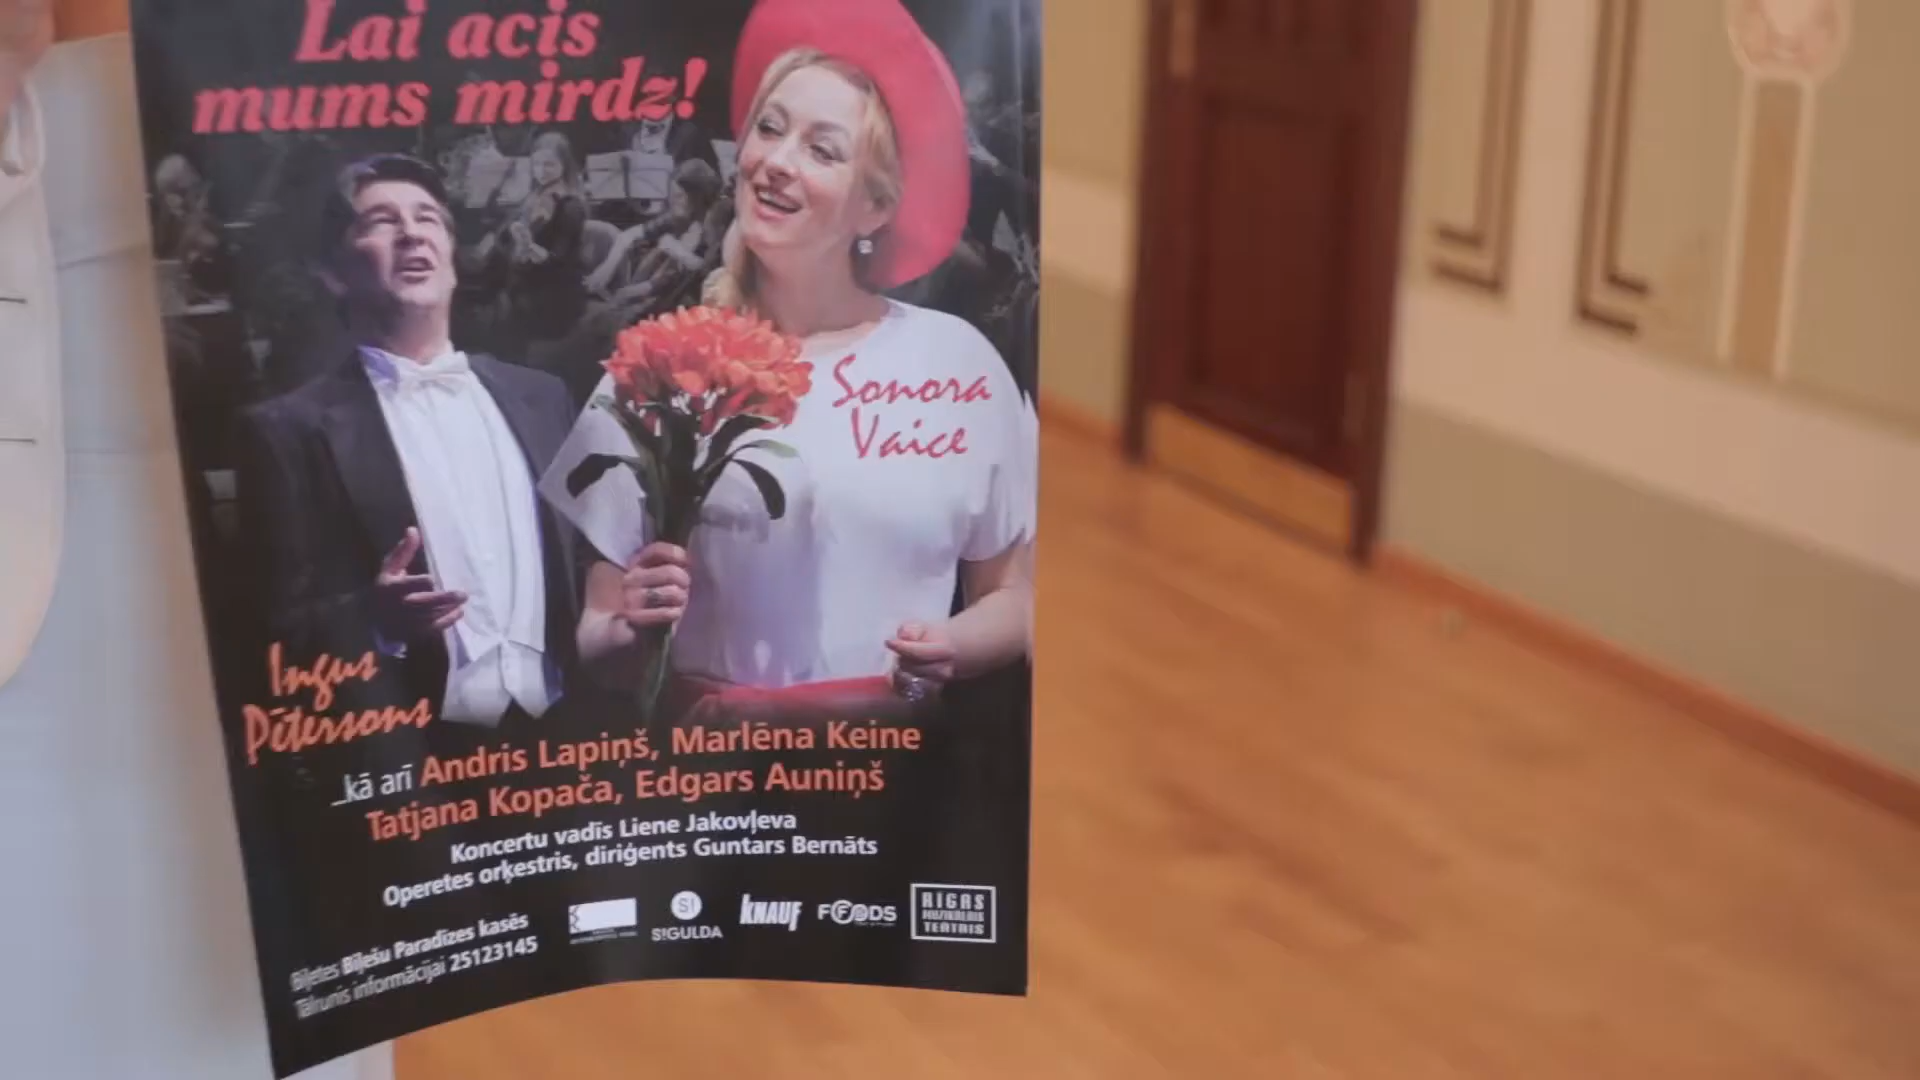 Lai acis
mums mirdz!
Sonora
Vaice
Ingus
Pētersons
...kā arī Andris Lapiņš, Marlēna Keine
Tatjana Kopača, Edgars Auniņš
Koncertu vadīs Liene Jakovļeva
Operetes orķestris, diriģents Guntars Bernāts
Biļetes Biļešu Paradīzes kasēs
Tālrunis informācijai 25123145
S!
S!GULDA
KNAUF
FOODS
RĪGAS
MUZIKĀLAIS
TEĀTRIS